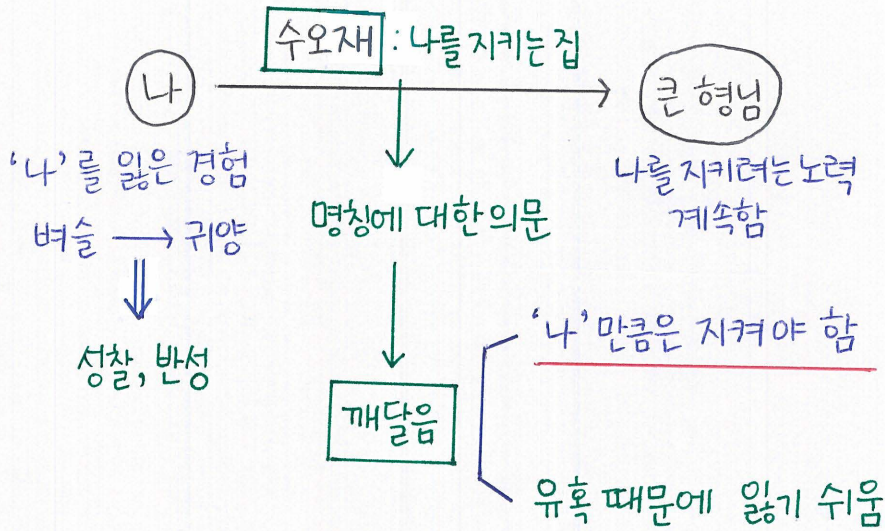 수오재 : 나를 지키는 집
나
큰 형님
'나'를 잃은 경험
벼슬 → 귀양
성찰, 반성
명칭에 대한 의문
깨달음
나를 지키려는 노력
계속함
'나' 만큼은 지켜야 함
유혹 때문에 잃기 쉬움